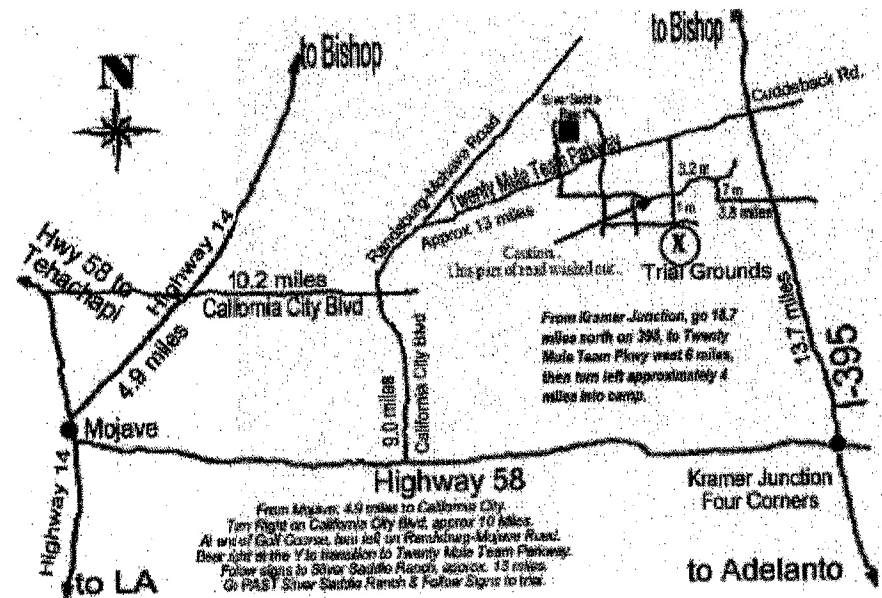 N
to Bishop
to Bishop
Cuddeback Rd.
Randsburg-Mohave Road
Twenty Mule Team Parkway
Approx. 13 miles
3.2 m
.7 m
1 m
3.8 miles
Caution
This part of road washed out.
X
Trial Grounds
Hwy 58 to
Tehachapi
Highway 14
10.2 miles
California City Blvd
4.9 miles
13.7 miles
I-395
From Kramer Junction, go 13.7
miles north on 395, to Twenty
Mule Team Pkwy west 6 miles,
then turn left approximately 4
miles into camp.
9.0 miles
California City Blvd
Mojave
Highway 14
Highway 58
Kramer Junction
Four Corners
From Mojave, 4.9 miles to California City.
Turn Right on California City Blvd, approx 10 Miles.
At end of Golf Course, turn left on Randsburg-Mojave Road.
Bear right at the Y to transition to Twenty Mule Team Parkway.
Follow signs to Silver Saddle Ranch, approx. 13 miles.
Go PAST Silver Saddle Ranch & Follow Signs to trial.
to LA
to Adelanto